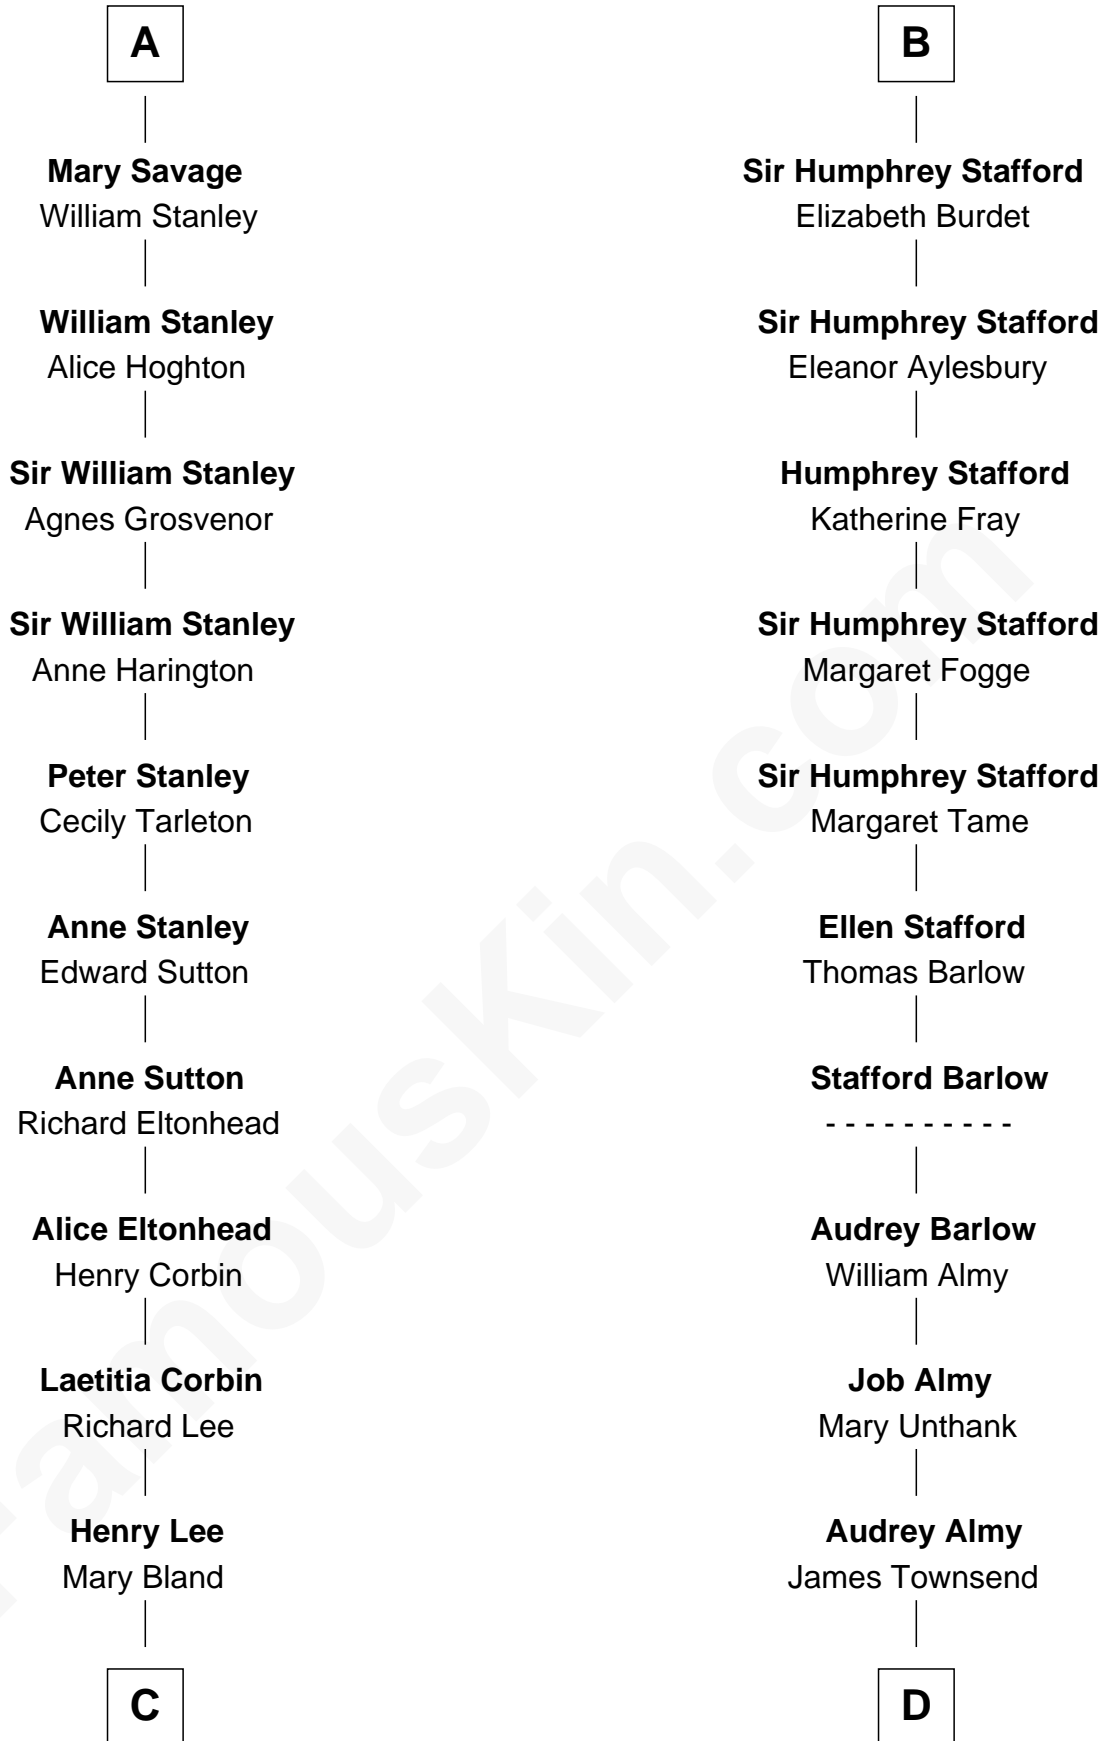 A
Mary Savage
William Stanley
William Stanley
Alice Hoghton
Sir William Stanley
Agnes Grosvenor
Sir William Stanley
Anne Harington
Peter Stanley
Cecily Tarleton
Anne Stanley
Edward Sutton
Anne Sutton
Richard Eltonhead
Alice Eltonhead
Henry Corbin
Laetitia Corbin
Richard Lee
Henry Lee
Mary Bland
C
B
Sir Humphrey Stafford
Elizabeth Burdet
Sir Humphrey Stafford
Eleanor Aylesbury
Humphrey Stafford
Katherine Fray
Sir Humphrey Stafford
Margaret Fogge
Sir Humphrey Stafford
Margaret Tame
Ellen Stafford
Thomas Barlow
Stafford Barlow
- - - - - - - - - -
Audrey Barlow
William Almy
Job Almy
Mary Unthank
Audrey Almy
James Townsend
D
FamousKin.com